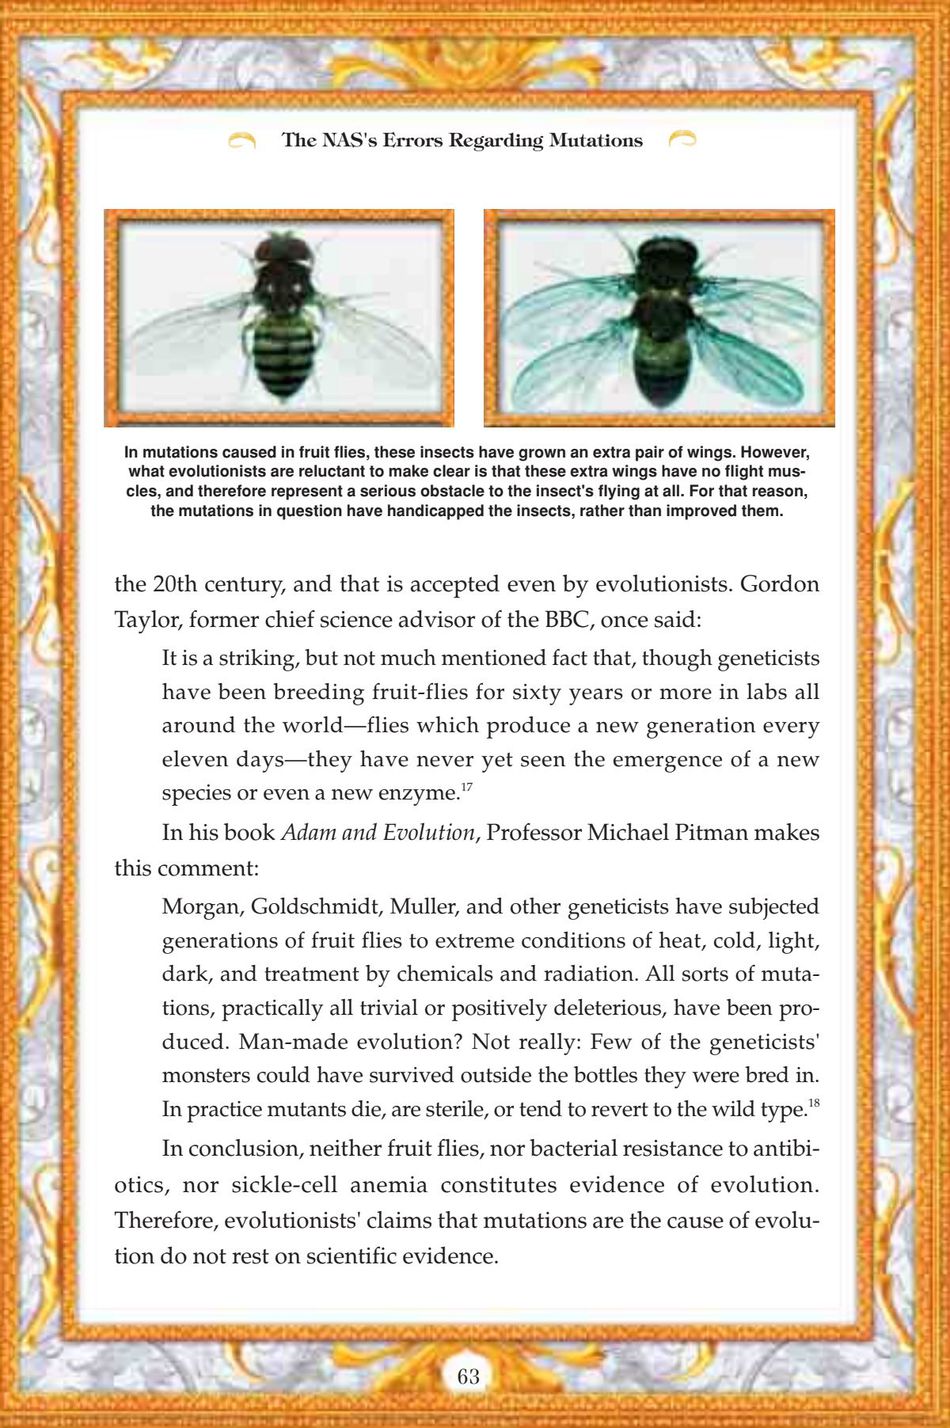 The NAS's Errors Regarding Mutations
In mutations caused in fruit flies, these insects have grown an extra pair of wings. However,
what evolutionists are reluctant to make clear is that these extra wings have no flight mus-
cles, and therefore represent a serious obstacle to the insect's flying at all. For that reason,
the mutations in question have handicapped the insects, rather than improved them.
the 20th century, and that is accepted even by evolutionists. Gordon
Taylor, former chief science advisor of the BBC, once said:
It is a striking, but not much mentioned fact that, though geneticists
have been breeding fruit-flies for sixty years or more in labs all
around the world—flies which produce a new generation every
eleven days—they have never yet seen the emergence of a new
species or even a new enzyme.17
In his book Adam and Evolution, Professor Michael Pitman makes
this comment:
Morgan, Goldschmidt, Muller, and other geneticists have subjected
generations of fruit flies to extreme conditions of heat, cold, light,
dark, and treatment by chemicals and radiation. All sorts of muta-
tions, practically all trivial or positively deleterious, have been pro-
duced. Man-made evolution? Not really: Few of the geneticists'
monsters could have survived outside the bottles they were bred in.
In practice mutants die, are sterile, or tend to revert to the wild type.18
In conclusion, neither fruit flies, nor bacterial resistance to antibi-
otics, nor sickle-cell anemia constitutes evidence of evolution.
Therefore, evolutionists' claims that mutations are the cause of evolu-
tion do not rest on scientific evidence.
63